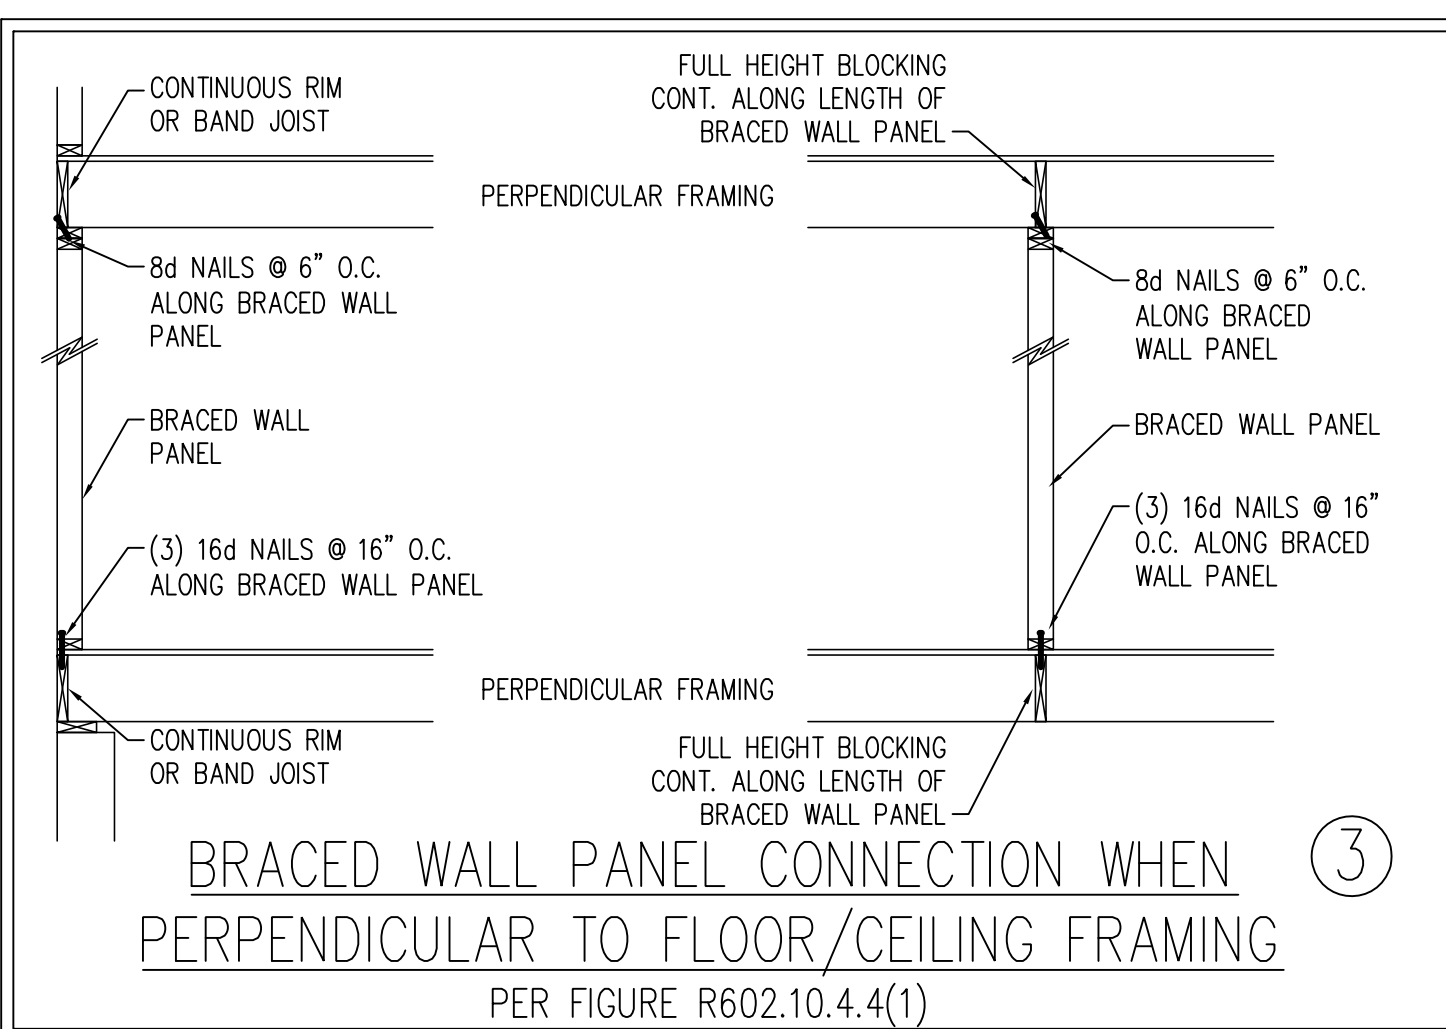 CONTINUOUS RIM
OR BAND JOIST
FULL HEIGHT BLOCKING
CONT. ALONG LENGTH OF
BRACED WALL PANEL
PERPENDICULAR FRAMING
8d NAILS @ 6” O.C.
ALONG BRACED WALL
PANEL
8d NAILS @ 6” O.C.
ALONG BRACED
WALL PANEL
BRACED WALL
PANEL
BRACED WALL PANEL
(3) 16d NAILS @ 16” O.C.
ALONG BRACED WALL PANEL
(3) 16d NAILS @ 16”
O.C. ALONG BRACED
WALL PANEL
PERPENDICULAR FRAMING
CONTINUOUS RIM
OR BAND JOIST
FULL HEIGHT BLOCKING
CONT. ALONG LENGTH OF
BRACED WALL PANEL
BRACED WALL PANEL CONNECTION WHEN
PERPENDICULAR TO FLOOR/CEILING FRAMING
PER FIGURE R602.10.4.4(1)
3